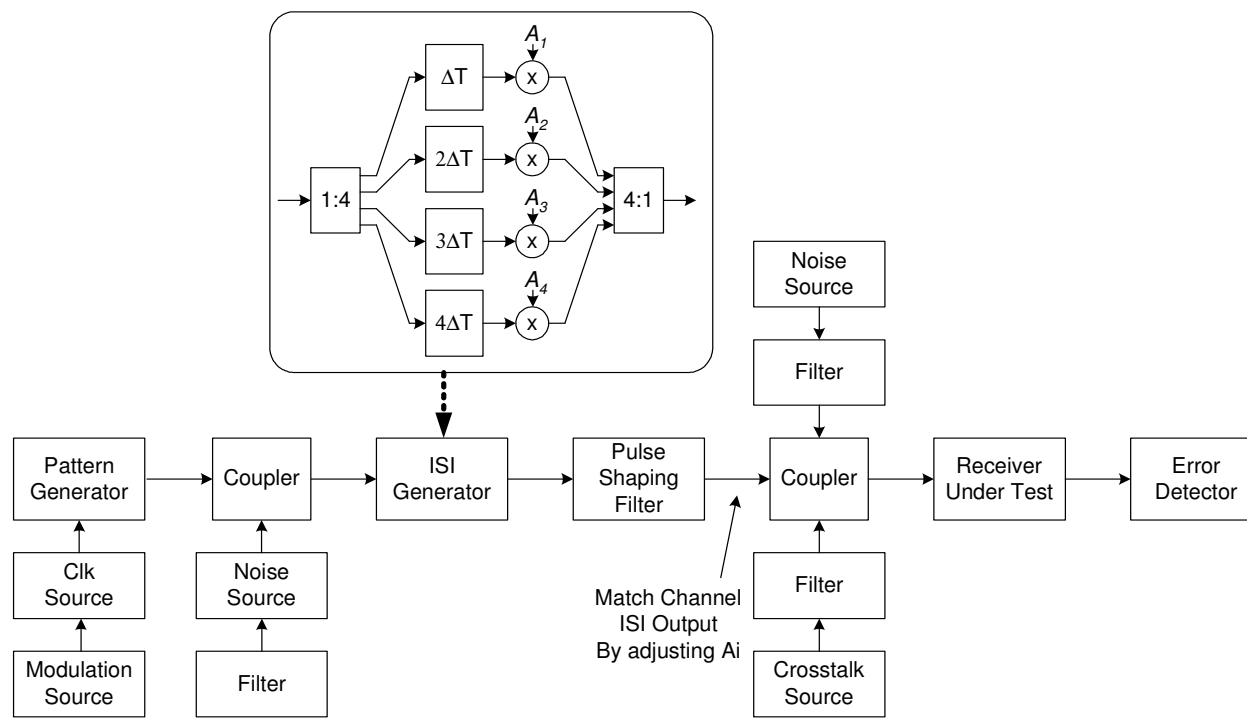 A1
ΔT
x
A2
2ΔT
x
1:4
4:1
A3
3ΔT
x
A4
4ΔT
x
Noise
Source
Filter
Pattern
Generator
Coupler
ISI
Generator
Pulse
Shaping
Filter
Coupler
Receiver
Under Test
Error
Detector
Clk
Source
Noise
Source
Match Channel
ISI Output
By adjusting Ai
Filter
Modulation
Source
Filter
Crosstalk
Source